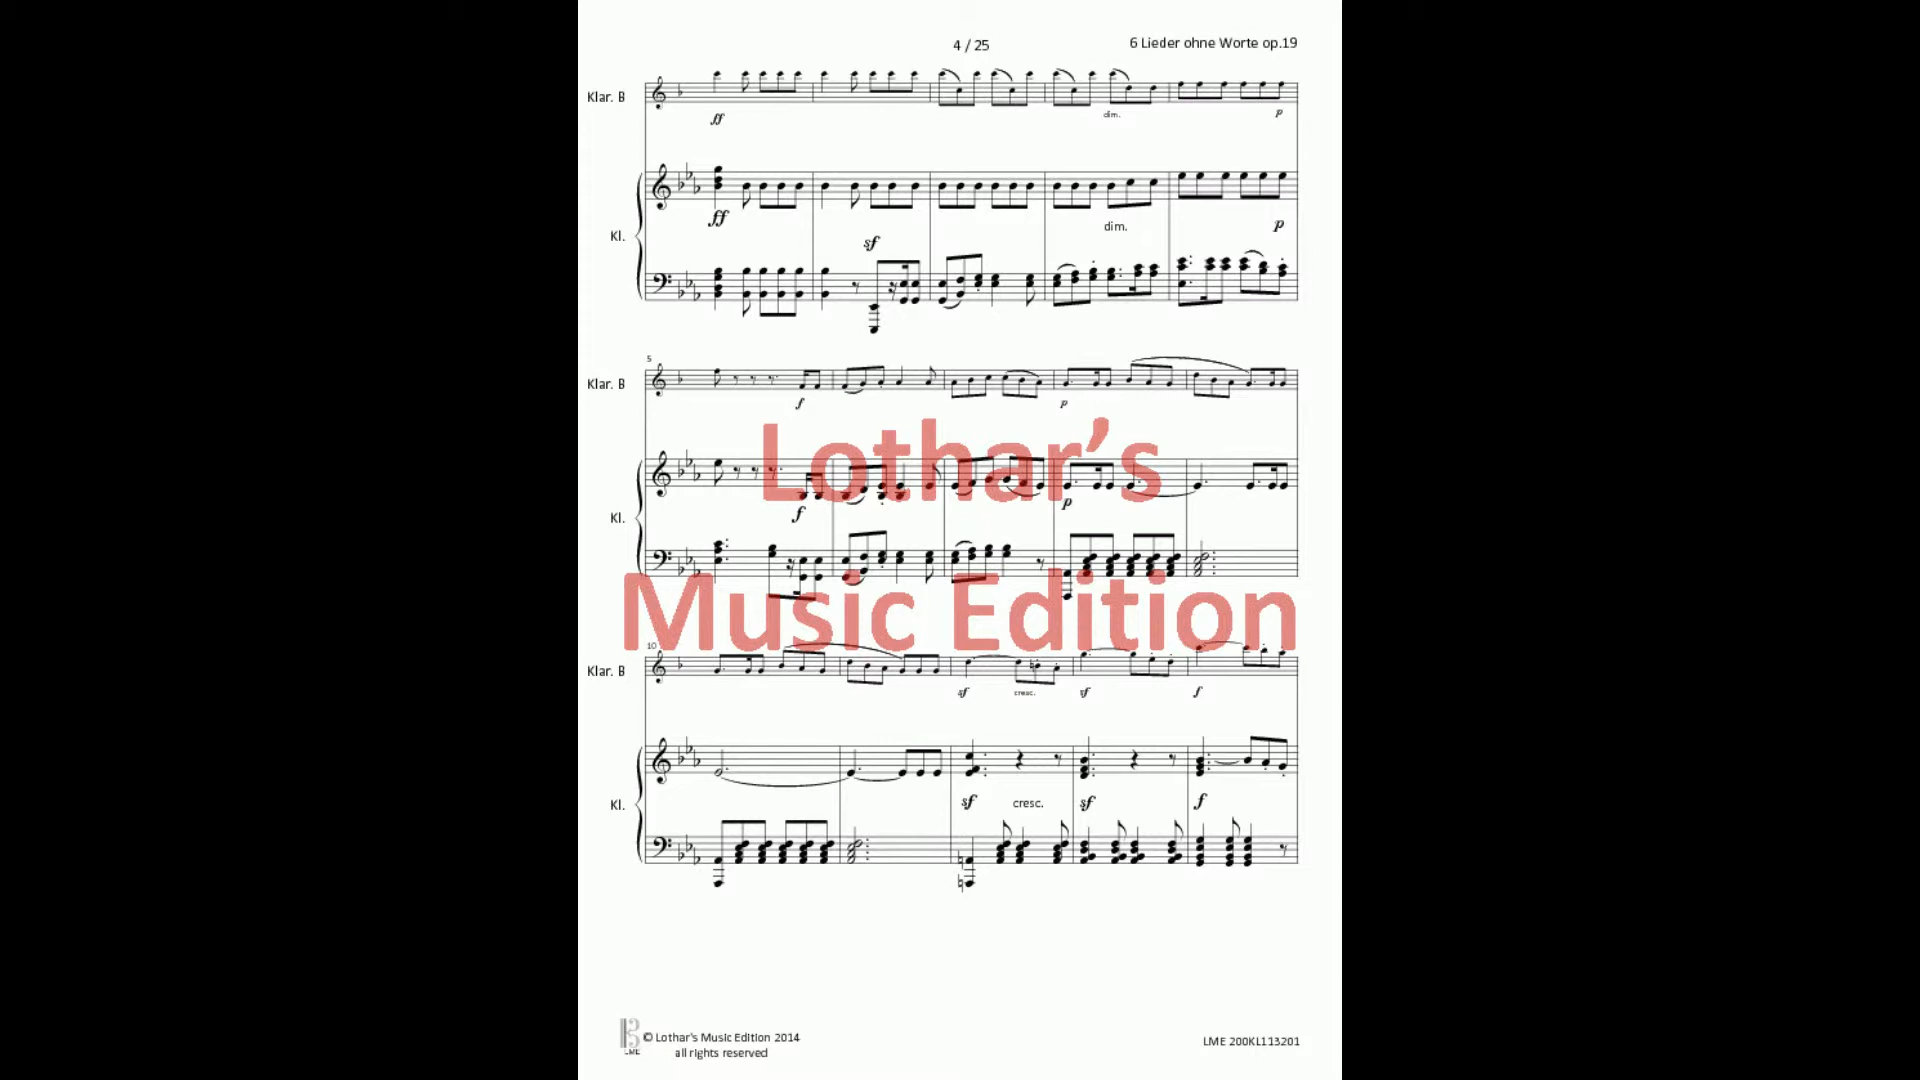 4 / 25
6 Lieder ohne Worte op.19
Klar. B
ff
dim.
p
ff
dim.
p
Kl.
sf
5
Klar. B
f
p
Lothar's
f
p
Kl.
Music Edition
10
Klar. B
sf
cresc.
sf
f
Kl.
sf
cresc.
sf
f
© Lothar's Music Edition 2014
LME
all rights reserved
LME 200KL113201